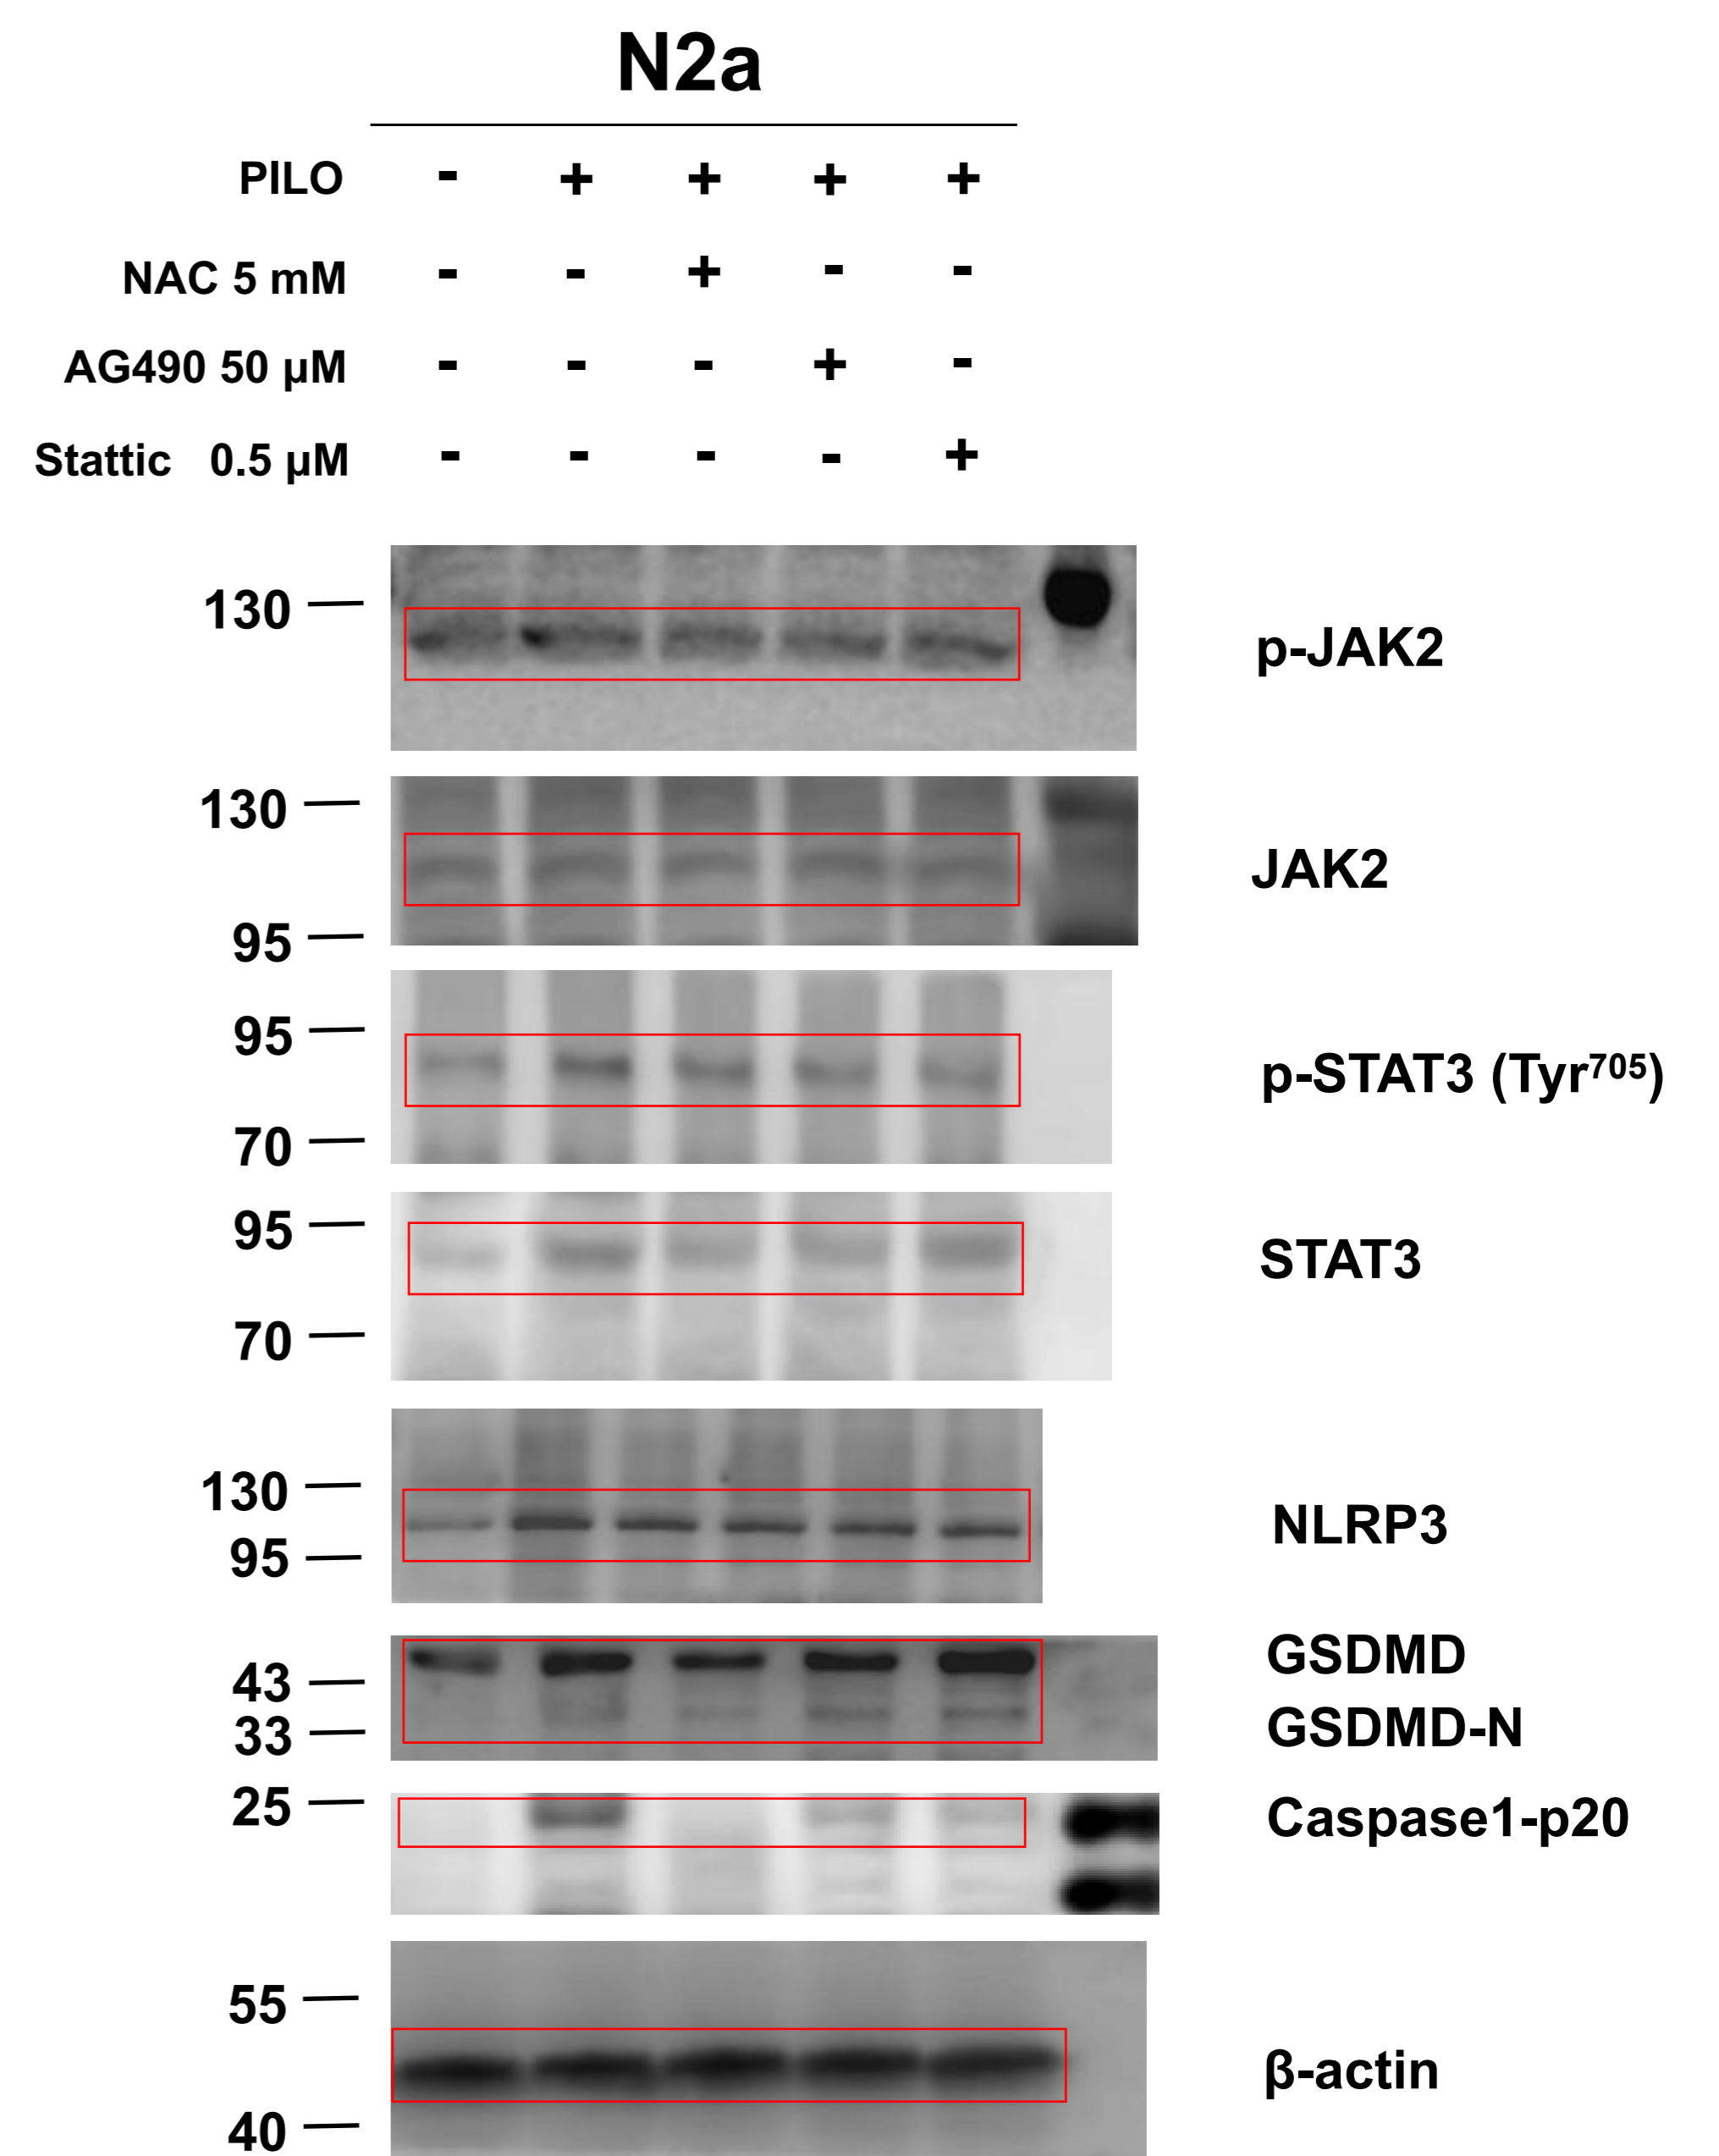 N2a
PILO - + + + +
NAC 5 mM - - + - -
AG490 50 μM - - - + -
Stattic 0.5 μM - - - - +
130
p-JAK2
130
JAK2
95
95
p-STAT3 (Tyr⁷⁰⁵)
70
95
STAT3
70
130
NLRP3
95
GSDMD
43
GSDMD-N
33
25
Caspase1-p20
55
β-actin
40